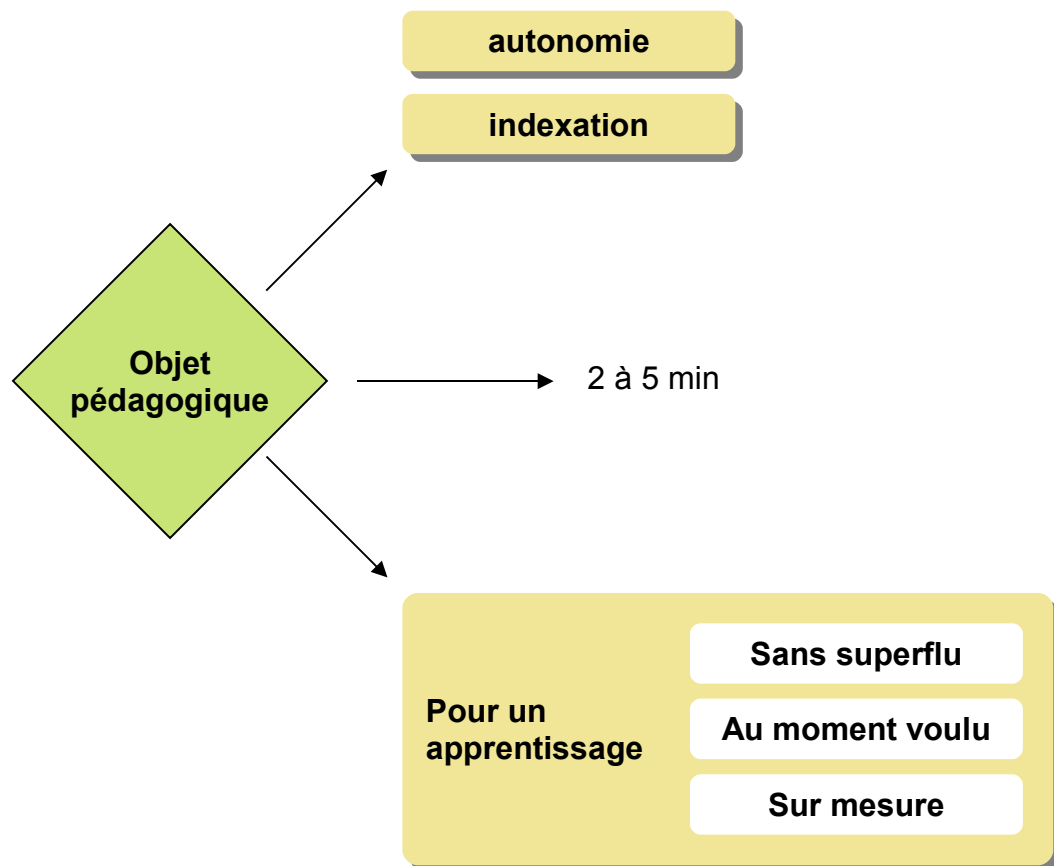 autonomie
indexation
Objet
pédagogique
2 à 5 min
Pour un
apprentissage
Sans superflu
Au moment voulu
Sur mesure